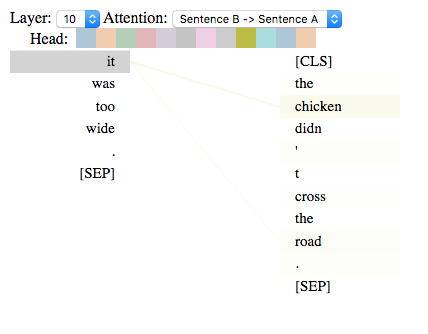 Layer: 10 Attention: Sentence B -> Sentence A
Head:
it [CLS]
was the
too chicken
wide didn
. '
[SEP] t
cross
the
road
.
[SEP]